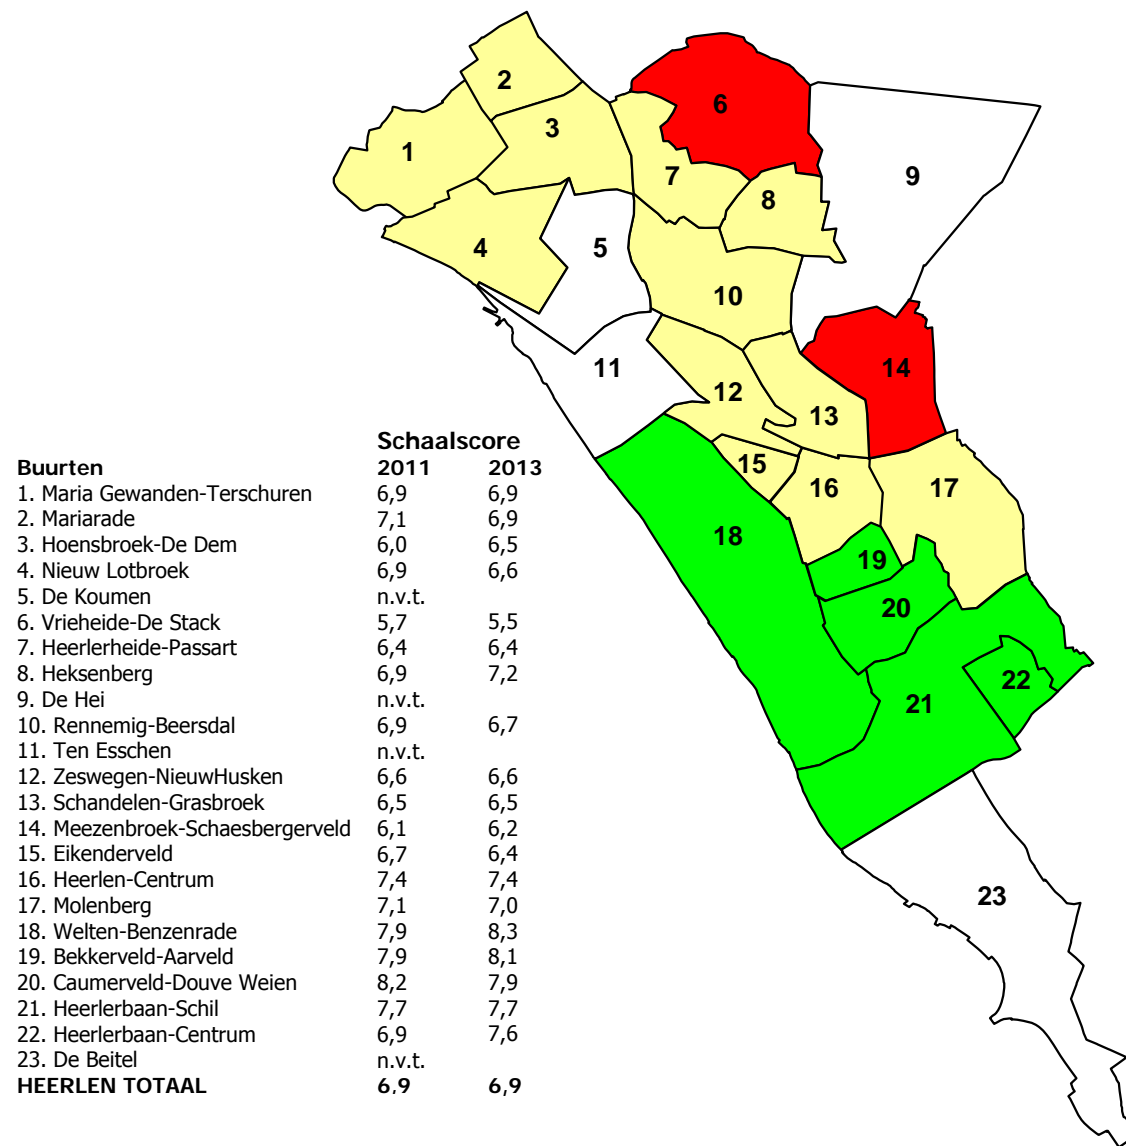 Schaalscore
Buurten 2011 2013
1. Maria Gewanden-Terschuren 6,9 6,9
2. Mariarade 7,1 6,9
3. Hoensbroek-De Dem 6,0 6,5
4. Nieuw Lotbroek 6,9 6,6
5. De Koumen n.v.t.
6. Vrieheide-De Stack 5,7 5,5
7. Heerlerheide-Passart 6,4 6,4
8. Heksenberg 6,9 7,2
9. De Hei n.v.t.
10. Rennemig-Beersdal 6,9 6,7
11. Ten Esschen n.v.t.
12. Zeswegen-NieuwHusken 6,6 6,6
13. Schandelen-Grasbroek 6,5 6,5
14. Meezenbroek-Schaesbergerveld 6,1 6,2
15. Eikenderveld 6,7 6,4
16. Heerlen-Centrum 7,4 7,4
17. Molenberg 7,1 7,0
18. Welten-Benzenrade 7,9 8,3
19. Bekkerveld-Aarveld 7,9 8,1
20. Caumerveld-Douve Weien 8,2 7,9
21. Heerlerbaan-Schil 7,7 7,7
22. Heerlerbaan-Centrum 6,9 7,6
23. De Beitel n.v.t.
HEERLEN TOTAAL 6,9 6,9
1
2
3
4
5
6
7
8
9
10
11
12
13
14
15
16
17
18
19
20
21
22
23